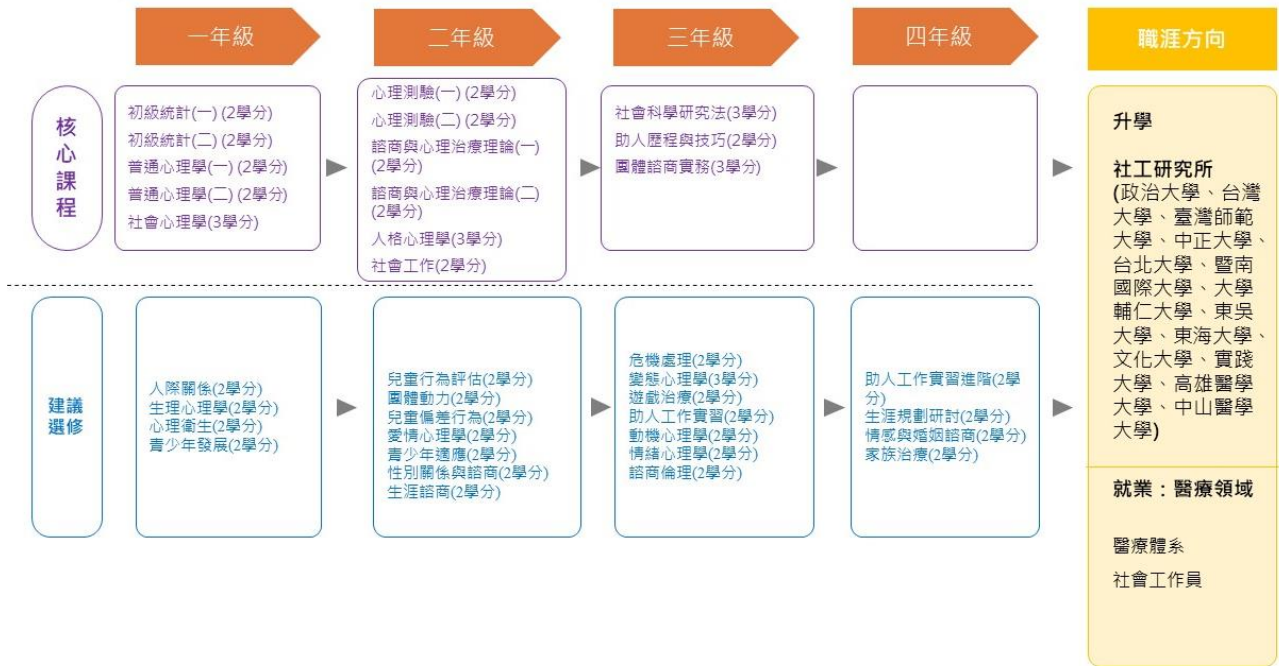 一年級
二年級
三年級
四年級
職涯方向
核
心
課
程
初級統計(一) (2學分)
初級統計(二) (2學分)
普通心理學(一) (2學分)
普通心理學(二) (2學分)
社會心理學(3學分)
心理測驗(一) (2學分)
心理測驗(二) (2學分)
諮商與心理治療理論(一)
(2學分)
諮商與心理治療理論(二)
(2學分)
人格心理學(3學分)
社會工作(2學分)
社會科學研究法(3學分)
助人歷程與技巧(2學分)
團體諮商實務(3學分)
建議
選修
人際關係(2學分)
生理心理學(2學分)
心理衛生(2學分)
青少年發展(2學分)
兒童行為評估(2學分)
團體動力(2學分)
兒童偏差行為(2學分)
愛情心理學(2學分)
青少年適應(2學分)
性別關係與諮商(2學分)
生涯諮商(2學分)
危機處理(2學分)
變態心理學(3學分)
遊戲治療(2學分)
助人工作實習(2學分)
動機心理學(2學分)
情緒心理學(2學分)
諮商倫理(2學分)
助人工作實習進階(2學
分)
生涯規劃研討(2學分)
情感與婚姻諮商(2學分)
家族治療(2學分)
升學
社工研究所
(政治大學、台灣
大學、臺灣師範
大學、中正大學、
台北大學、暨南
國際大學、大學
輔仁大學、東吳
大學、東海大學、
文化大學、實踐
大學、高雄醫學
大學、中山醫學
大學)
就業：醫療領域
醫療體系
社會工作員